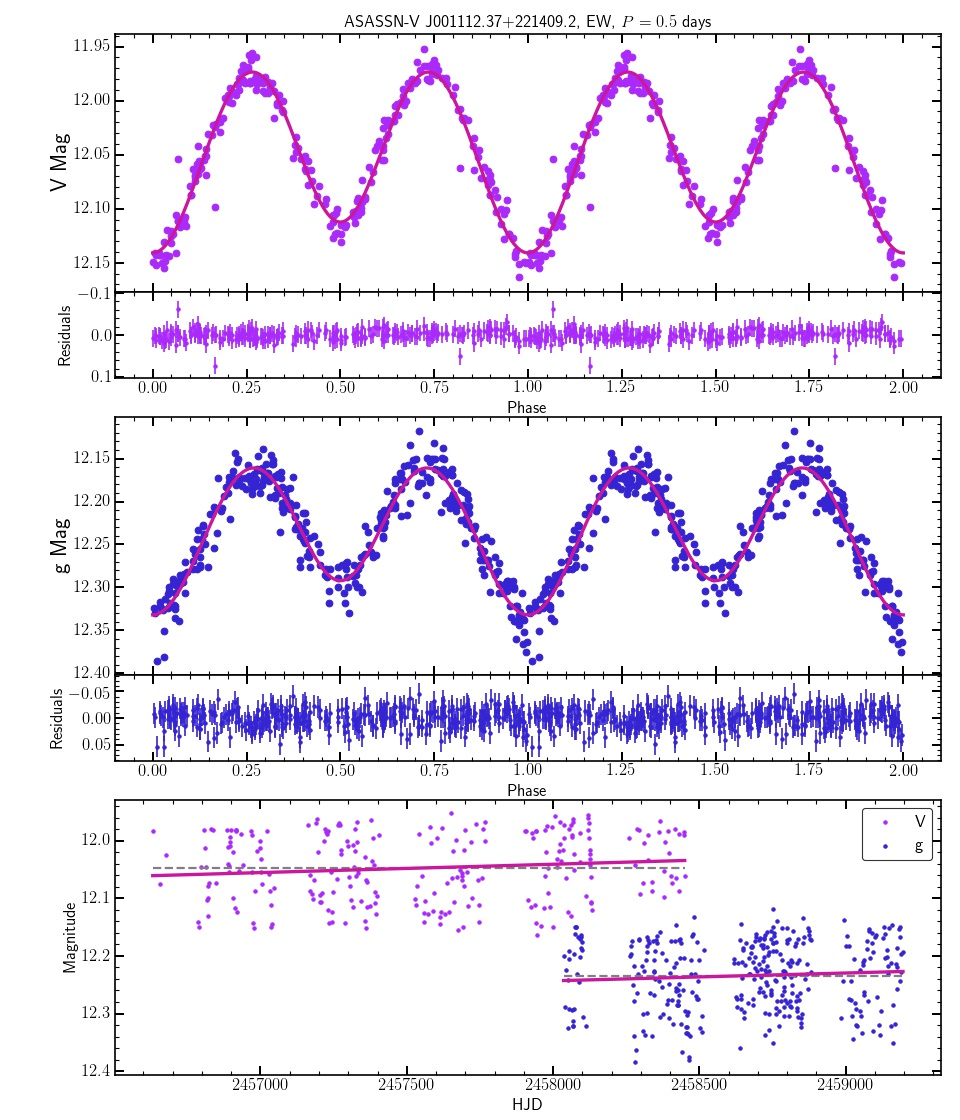 ASASSN-V J001112.37+221409.2, EW, P = 0.5 days
11.95
12.00
12.05
12.10
12.15
V Mag
−0.1
0.0
0.1
Residuals
0.00 0.25 0.50 0.75 1.00 1.25 1.50 1.75 2.00
Phase
12.15
12.20
12.25
12.30
12.35
12.40
g Mag
−0.05
0.00
0.05
Residuals
0.00 0.25 0.50 0.75 1.00 1.25 1.50 1.75 2.00
Phase
V
g
12.0
12.1
12.2
12.3
12.4
Magnitude
2457000 2457500 2458000 2458500 2459000
HJD